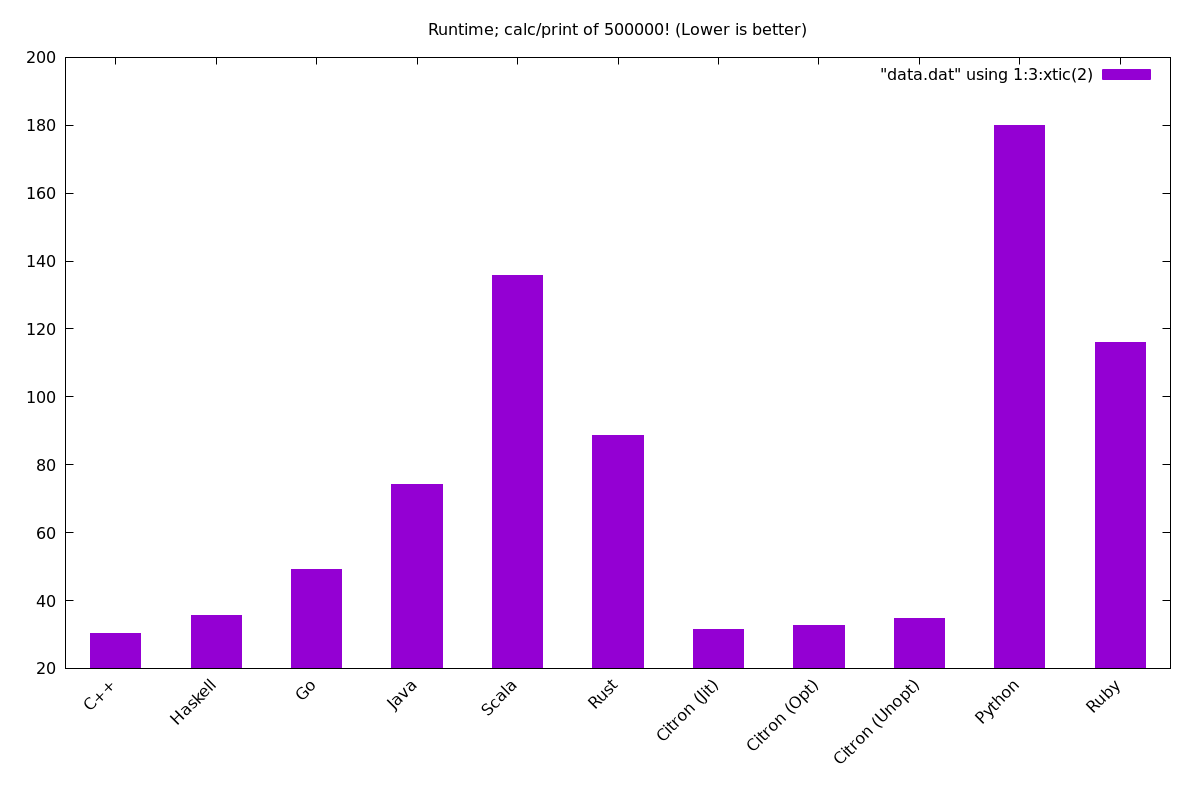 Runtime; calc/print of 500000! (Lower is better)
"data.dat" using 1:3:xtic(2)
200
180
160
140
120
100
80
60
40
20
C++
Haskell
Go
Java
Scala
Rust
Citron (Jit)
Citron (Opt)
Citron (Unopt)
Python
Ruby